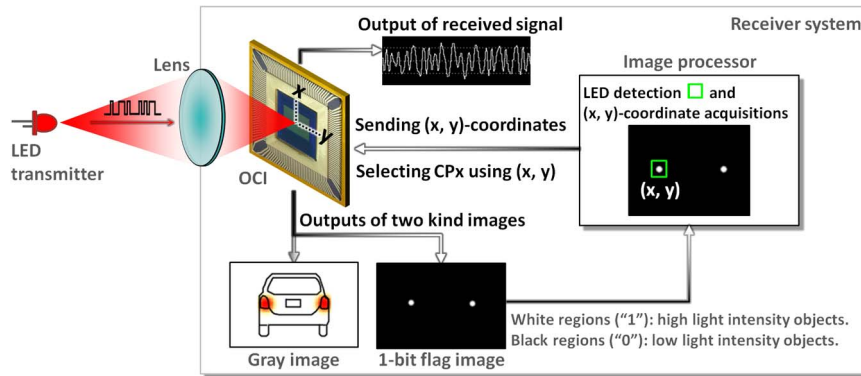 Output of received signal
Receiver system
Lens
Image processor
LED detection and
(x, y)-coordinate acquisitions
x
y
Sending (x, y)-coordinates
LED
transmitter
OCI
Selecting CPx using (x, y)
(x, y)
Outputs of two kind images
White regions (“1”): high light intensity objects.
Black regions (“0”): low light intensity objects.
Gray image
1-bit flag image